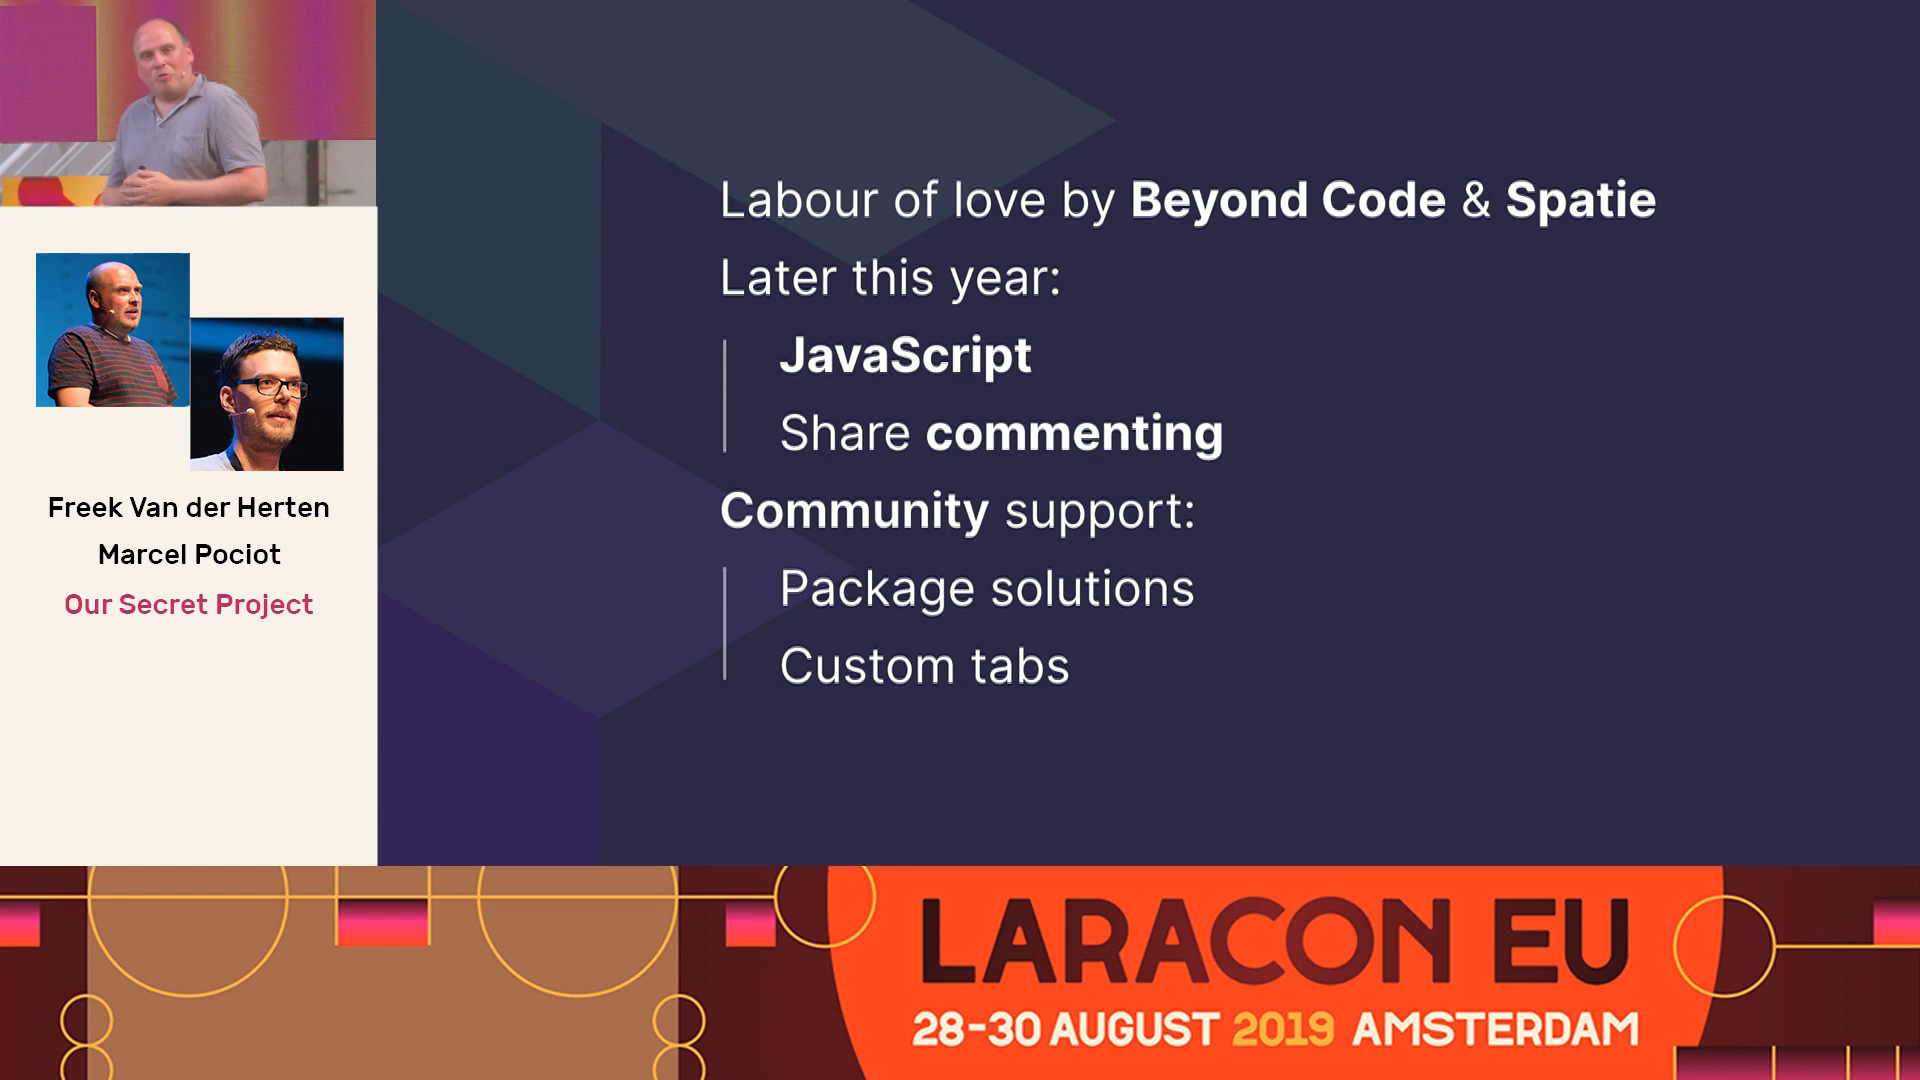 Labour of love by Beyond Code & Spatie
Later this year:
JavaScript
Share commenting
Community support:
Package solutions
Custom tabs
Freek Van der Herten
Marcel Pociot
Our Secret Project
LARACON EU
28-30 AUGUST 2019 AMSTERDAM